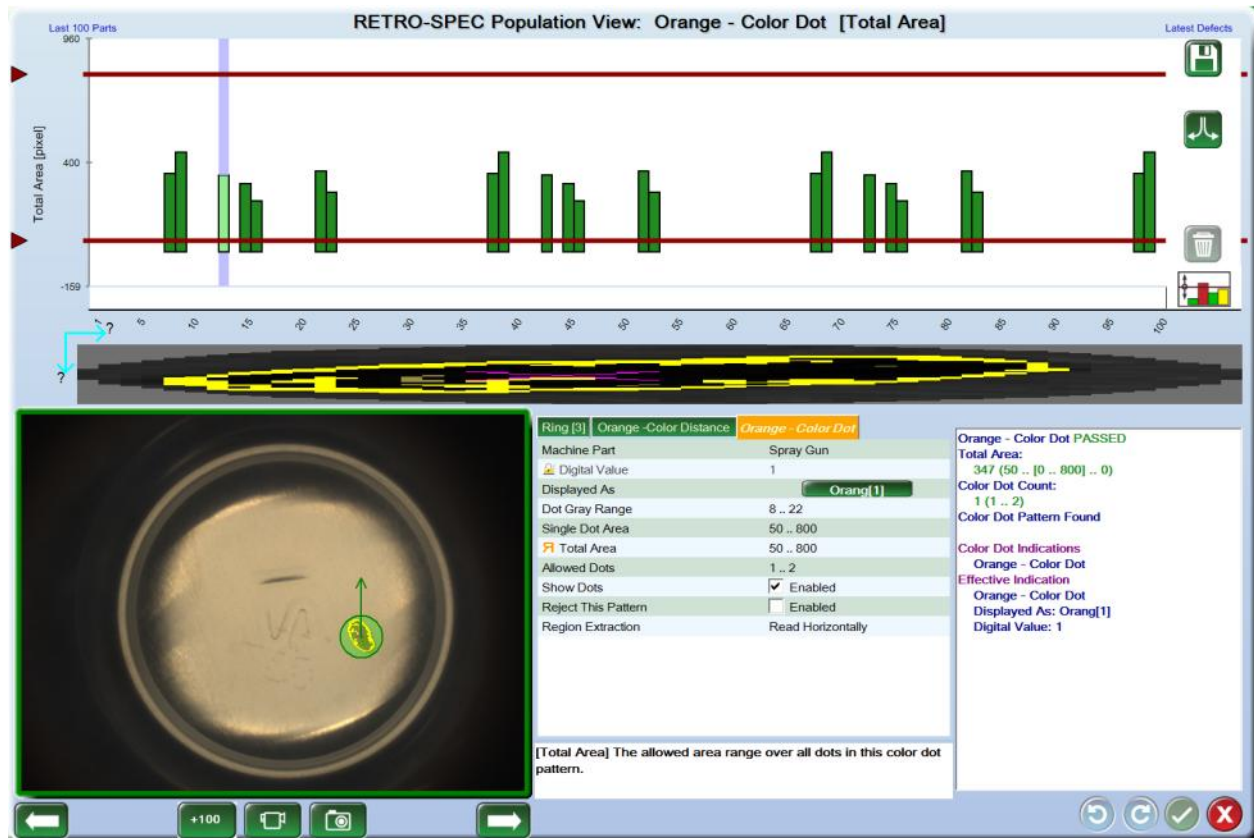 RETRO-SPEC Population View: Orange - Color Dot [Total Area]
Last 100 Parts
Latest Defects
960
400
-159
Total Area [pixel]
1 5 10 15 20 25 30 35 40 45 50 55 60 65 70 75 80 85 90 95 100
?
?
Ring [3] Orange -Color Distance Orange - Color Dot
Machine Part Spray Gun
Digital Value 1
Displayed As Orang[1]
Dot Gray Range 8 .. 22
Single Dot Area 50 .. 800
Total Area 50 .. 800
Allowed Dots 1 .. 2
Show Dots Enabled
Reject This Pattern Enabled
Region Extraction Read Horizontally
[Total Area] The allowed area range over all dots in this color dot
pattern.
Orange - Color Dot PASSED
Total Area:
347 (50 .. [0 .. 800] .. 0)
Color Dot Count:
1 (1 .. 2)
Color Dot Pattern Found
Color Dot Indications
Orange - Color Dot
Effective Indication
Orange - Color Dot
Displayed As: Orang[1]
Digital Value: 1
+100